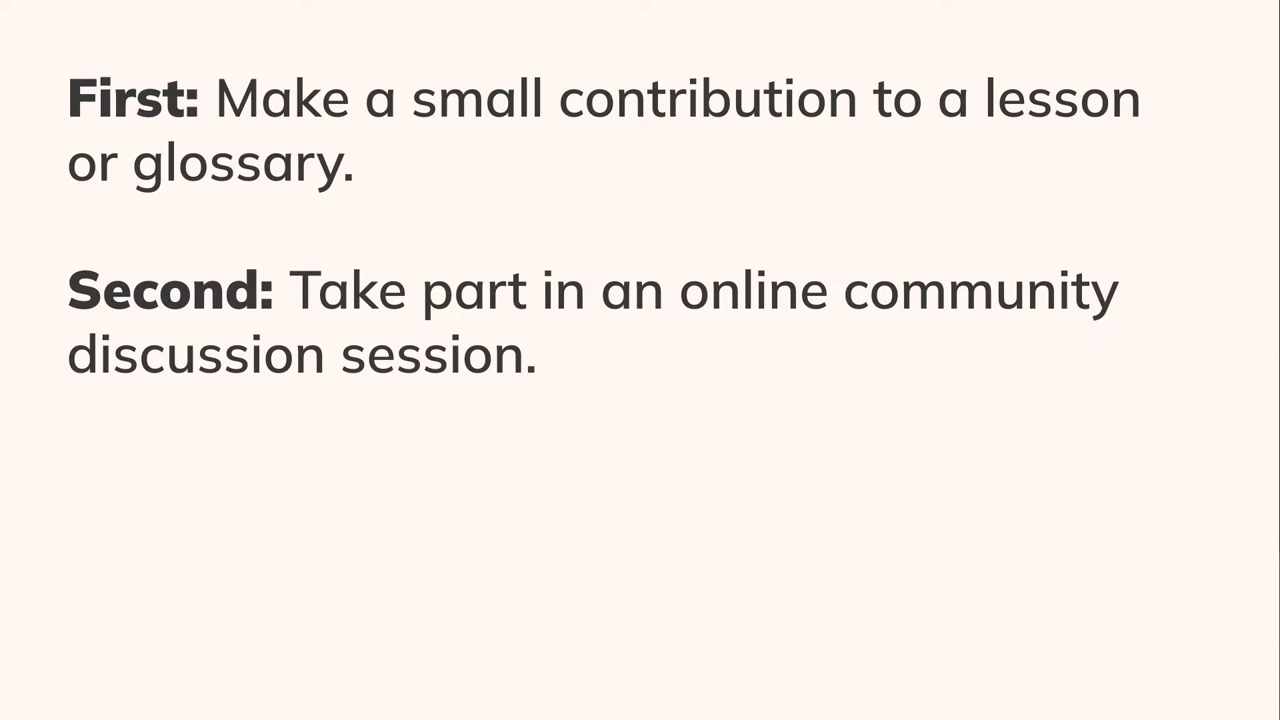 First: Make a small contribution to a lesson
or glossary.
Second: Take part in an online community
discussion session.